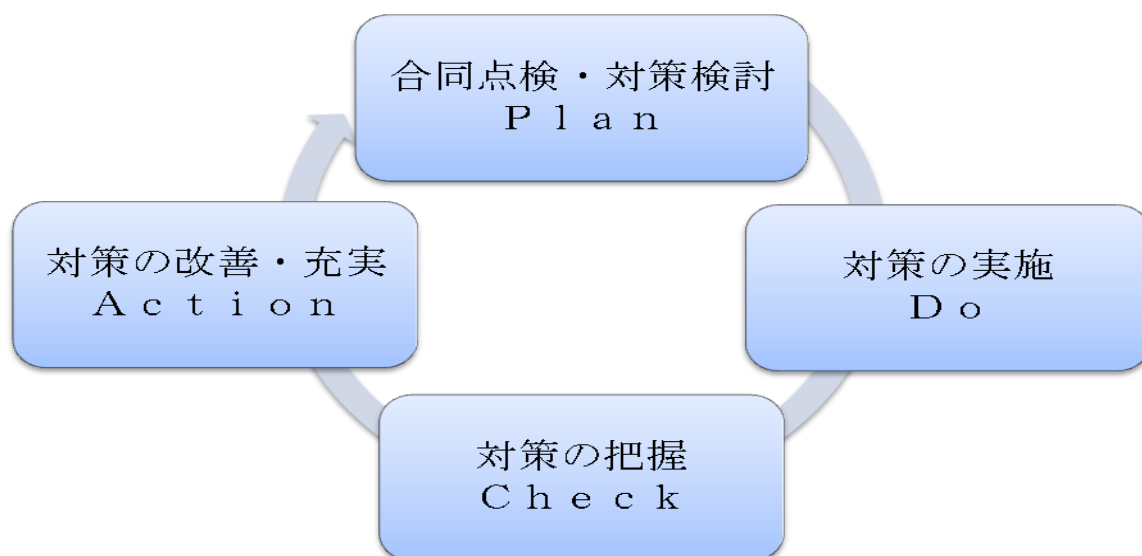 合同点検・対策検討
Ｐｌａｎ
対策の実施
Ｄｏ
対策の把握
Ｃｈｅｃｋ
対策の改善・充実
Ａｃｔｉｏｎ